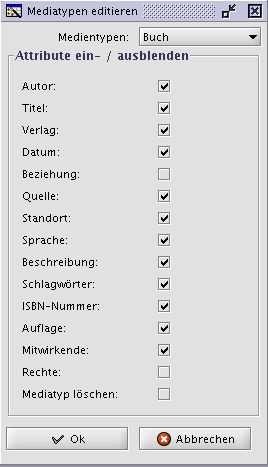 Mediatypen editieren
Medientypen: Buch
Attribute ein- / ausblenden
Autor:
Titel:
Verlag:
Datum:
Beziehung:
Quelle:
Standort:
Sprache:
Beschreibung:
Schlagwörter:
ISBN-Nummer:
Auflage:
Mitwirkende:
Rechte:
Mediatyp löschen:
Ok Abbrechen